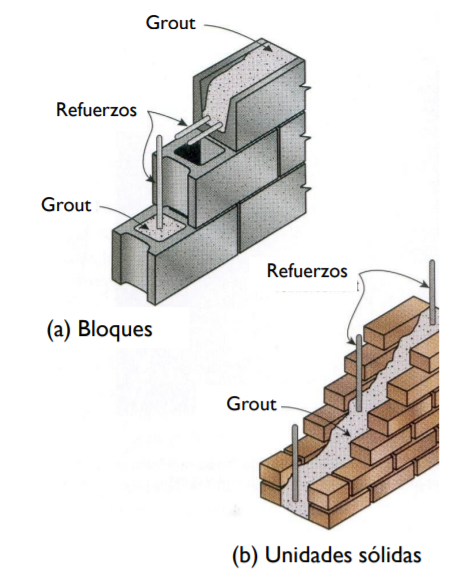 Grout
Refuerzos
Grout
(a) Bloques
Refuerzos
Grout
(b) Unidades sólidas